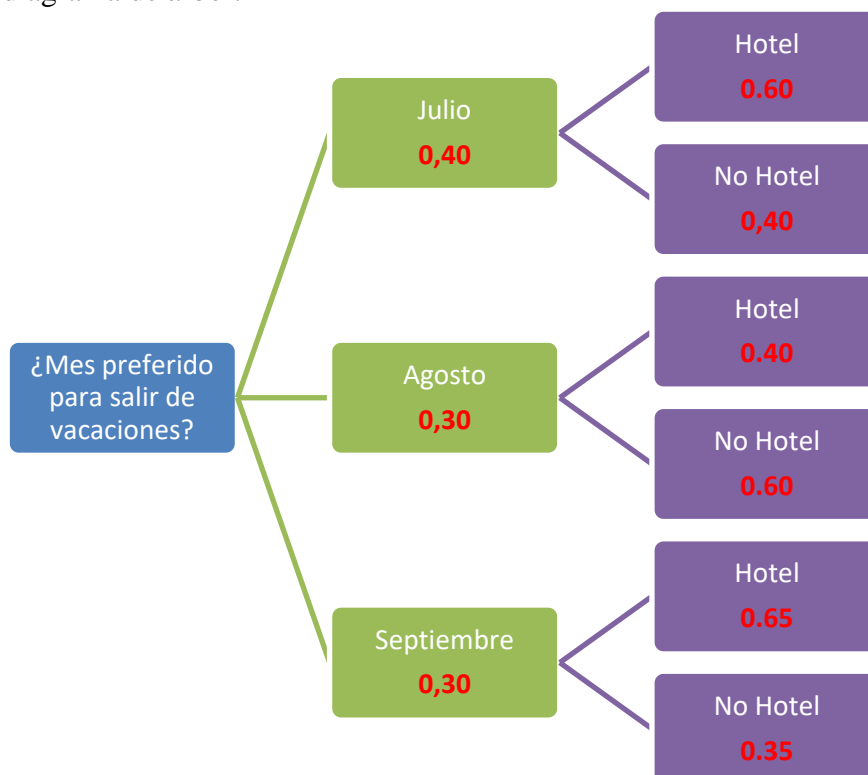 Hotel
0.60
Julio
0,40
No Hotel
0,40
Hotel
0.40
¿Mes preferido
para salir de
vacaciones?
Agosto
0,30
No Hotel
0.60
Hotel
0.65
Septiembre
0,30
No Hotel
0.35